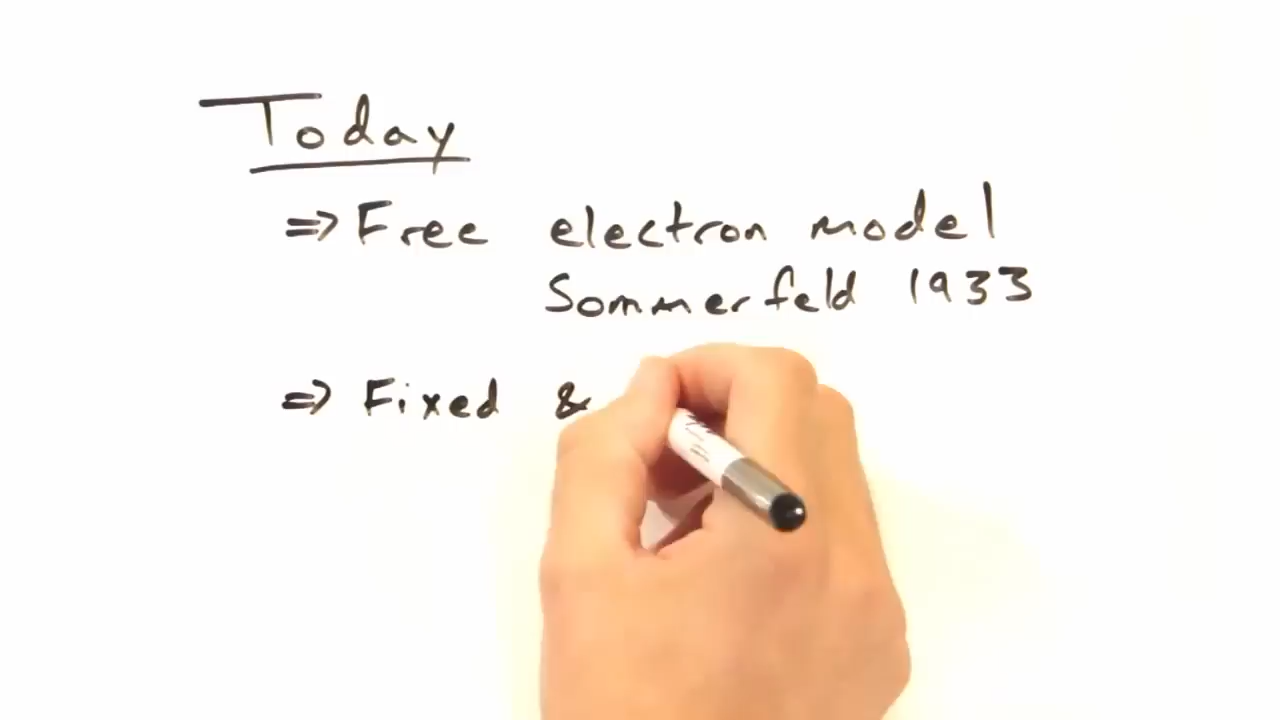 Today
⇒ Free electron model
Sommerfeld 1933
⇒ Fixed &